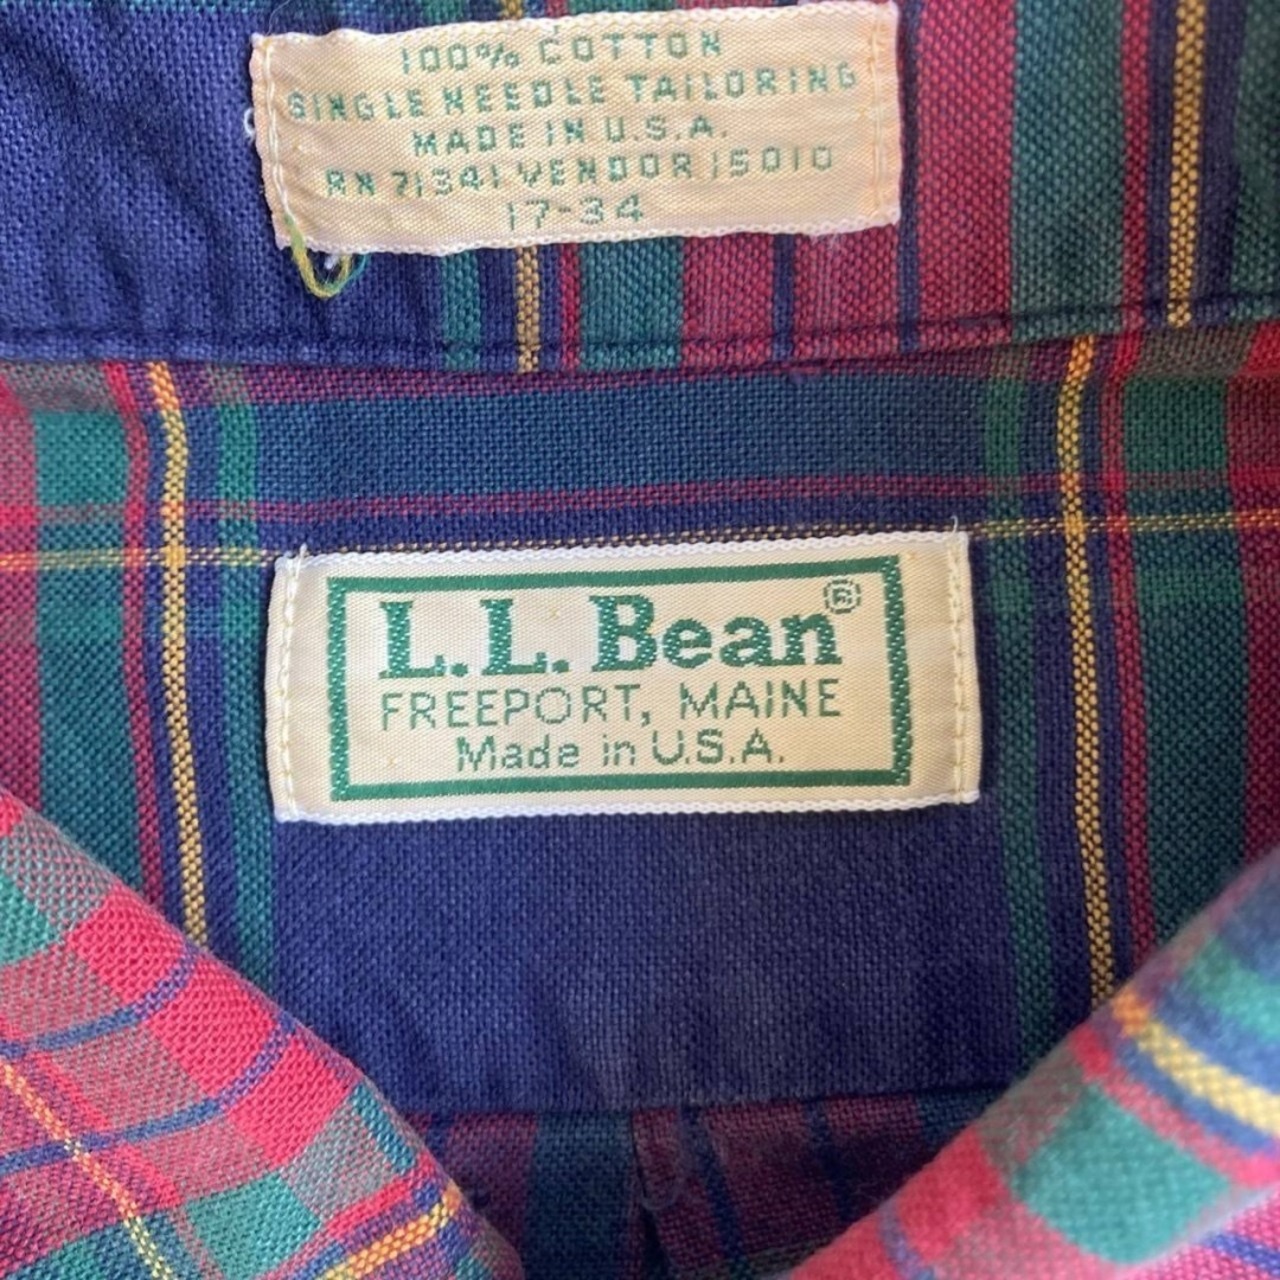 100% COTTON
SINGLE NEEDLE TAILORING
MADE IN U.S.A.
RN 71341 VENDOR 15010
17-34
L.L. Bean®
FREEPORT, MAINE
Made in U.S.A.